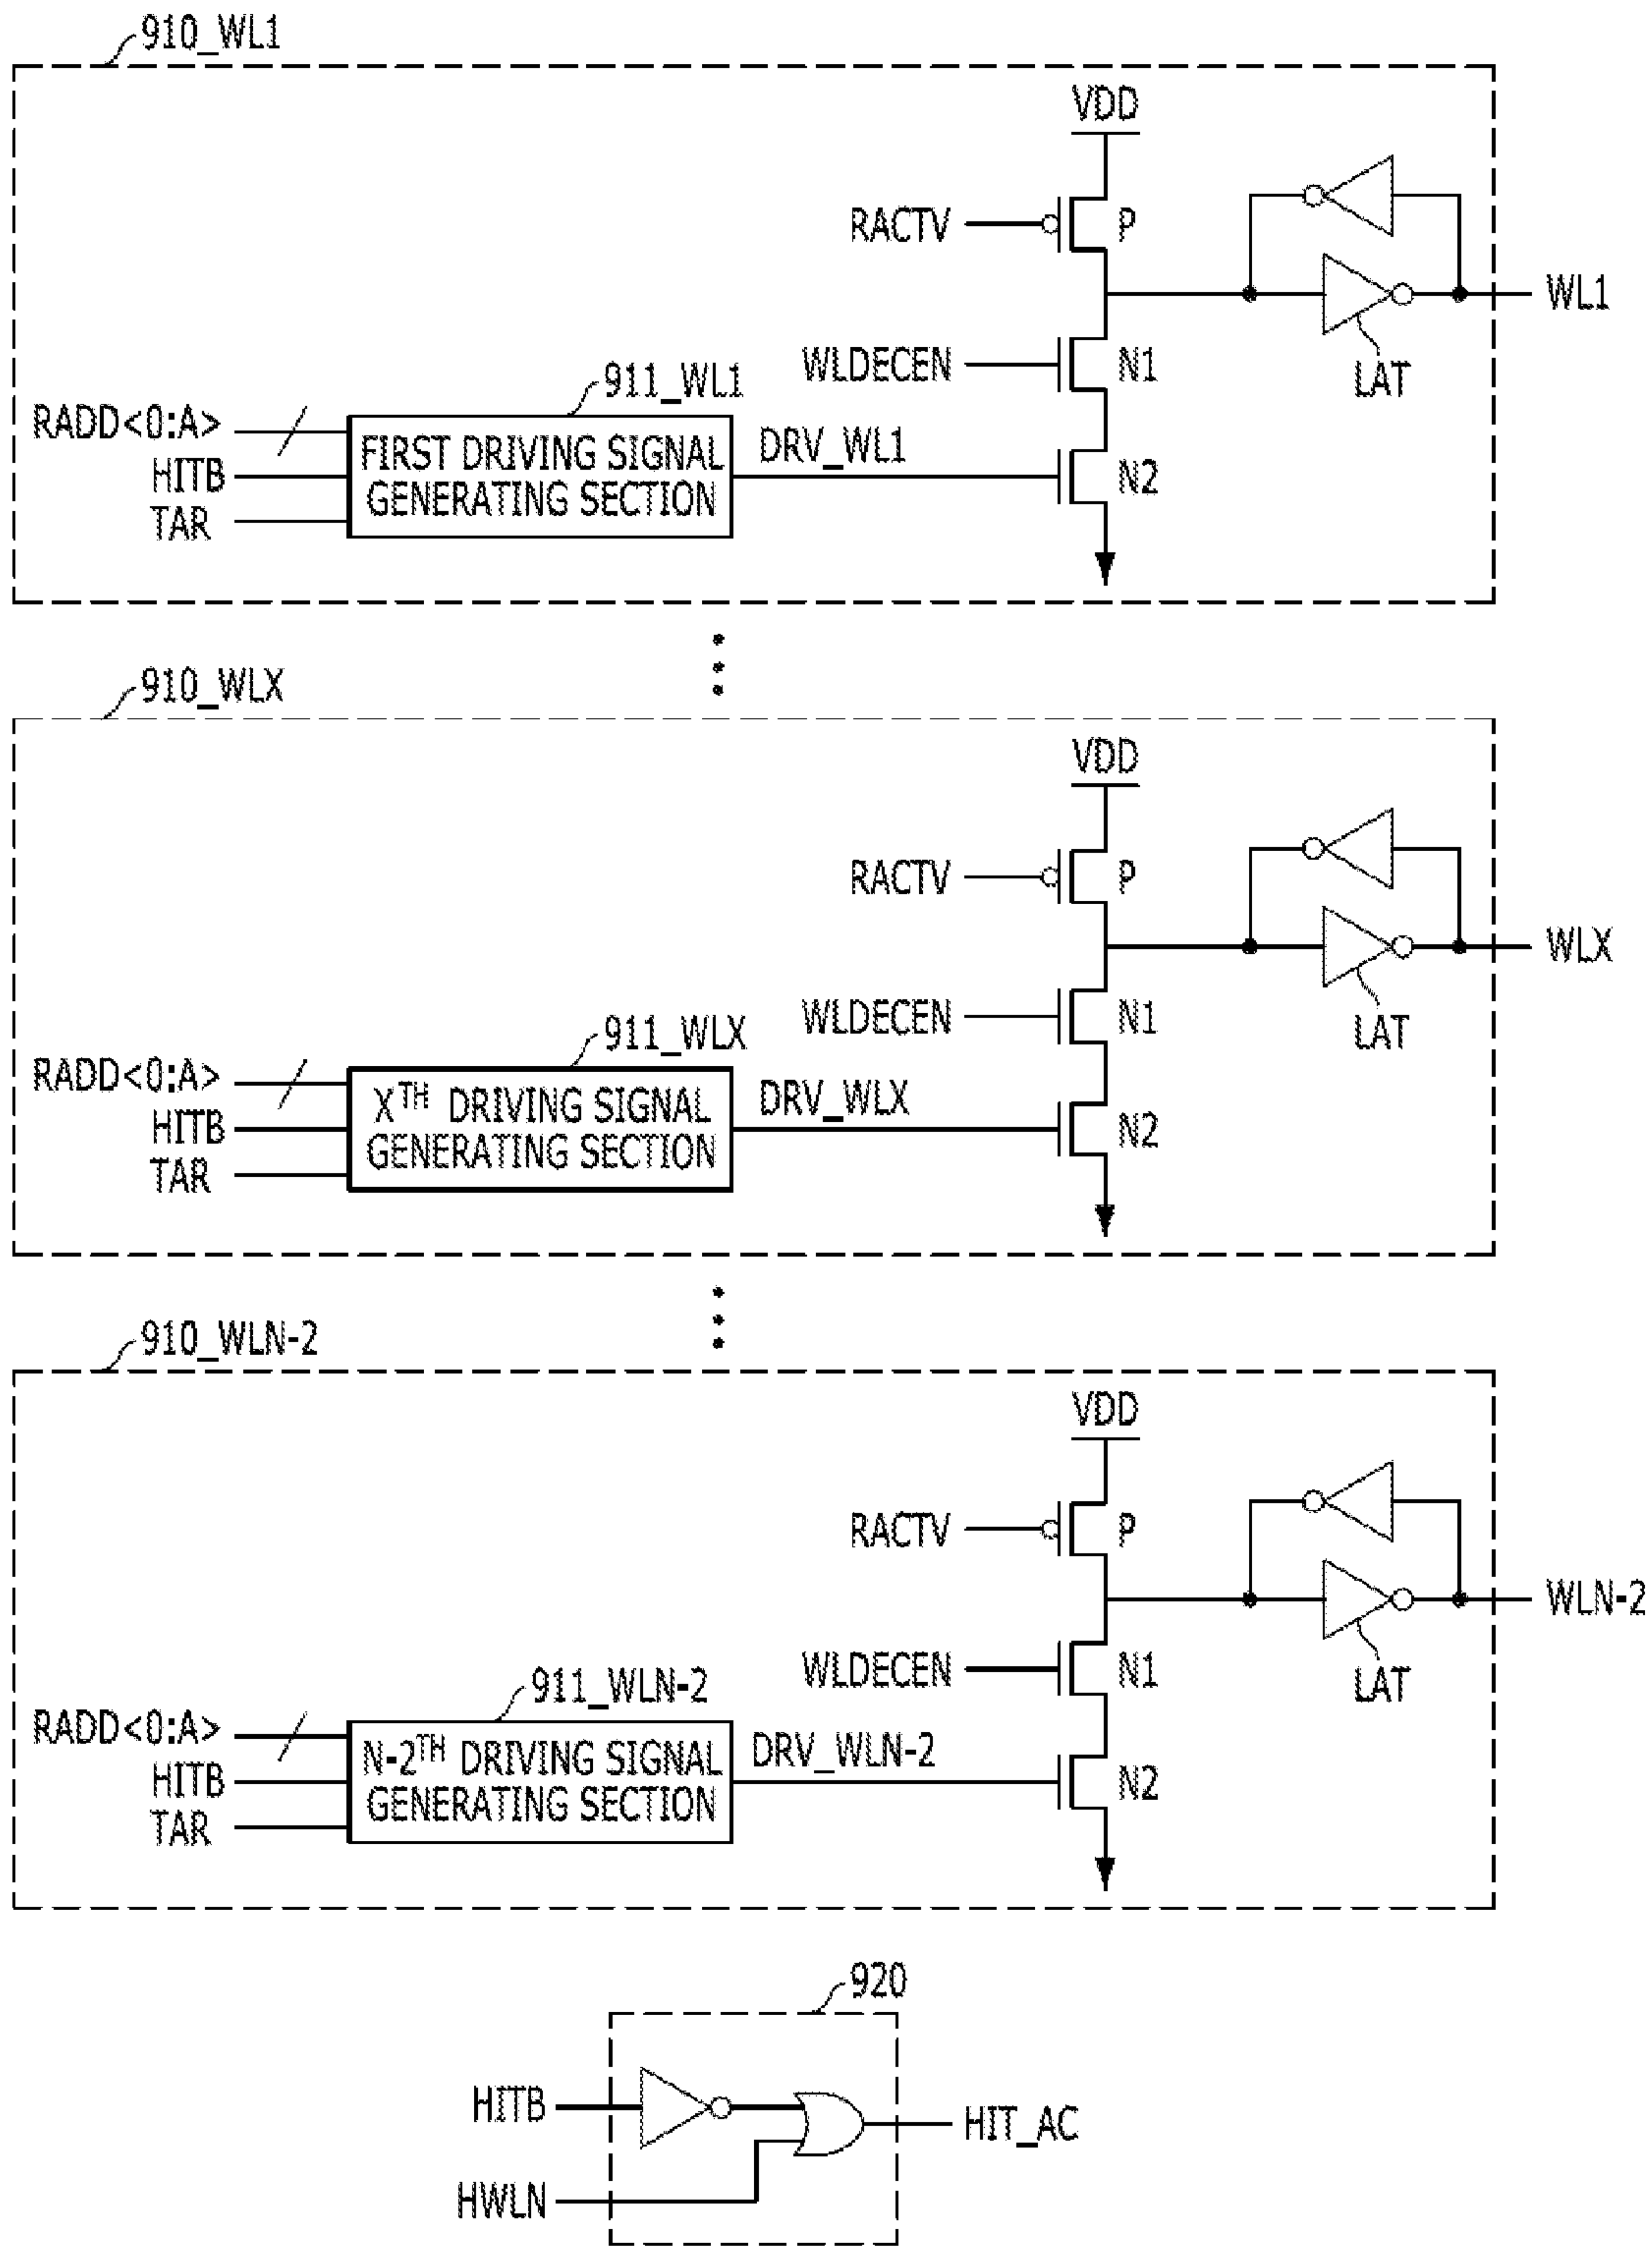 910_WL1
VDD
RACTV
P
WL1
WLDECEN
N1
LAT
911_WL1
RADD<0:A>
HITB
TAR
FIRST DRIVING SIGNAL
GENERATING SECTION
DRV_WL1
N2
910_WLX
VDD
RACTV
P
WLX
WLDECEN
N1
LAT
911_WLX
RADD<0:A>
HITB
TAR
XTH DRIVING SIGNAL
GENERATING SECTION
DRV_WLX
N2
910_WLN-2
VDD
RACTV
P
WLN-2
WLDECEN
N1
LAT
911_WLN-2
RADD<0:A>
HITB
TAR
N-2TH DRIVING SIGNAL
GENERATING SECTION
DRV_WLN-2
N2
920
HITB
HIT_AC
HWLN